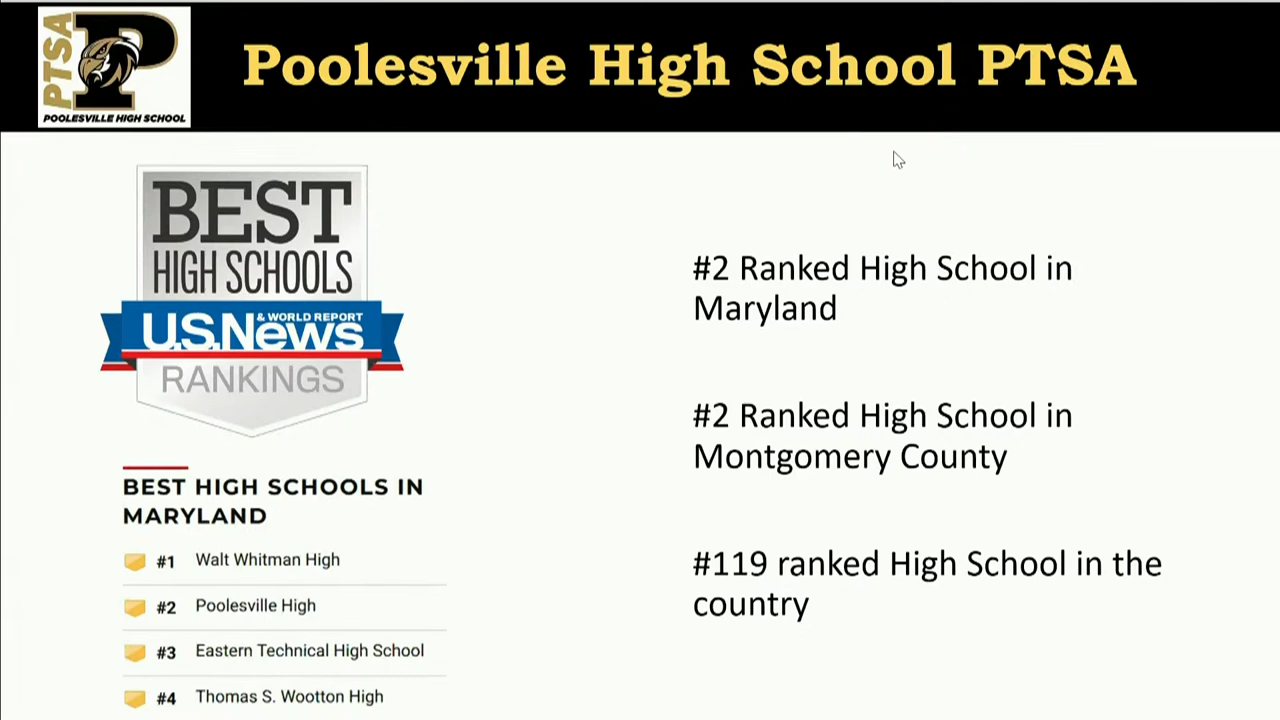 PTSA
P
POOLESVILLE HIGH SCHOOL
Poolesville High School PTSA
BEST
HIGH SCHOOLS
& WORLD REPORT
U.S.News
RANKINGS
BEST HIGH SCHOOLS IN
MARYLAND
#1 Walt Whitman High
#2 Poolesville High
#3 Eastern Technical High School
#4 Thomas S. Wootton High
#2 Ranked High School in
Maryland
#2 Ranked High School in
Montgomery County
#119 ranked High School in the
country